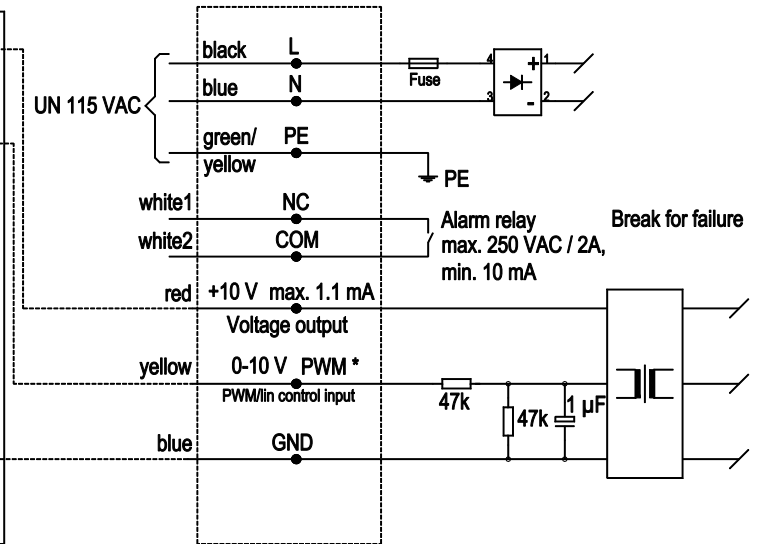 black L
Fuse
4 + 1
blue N
3 - 2
UN 115 VAC
green/ PE
yellow
PE
white1 NC
white2 COM
Alarm relay
max. 250 VAC / 2A,
min. 10 mA
Break for failure
red +10 V max. 1.1 mA
Voltage output
yellow 0-10 V PWM *
PWM/lin control input
47k
47k
1 µF
blue GND